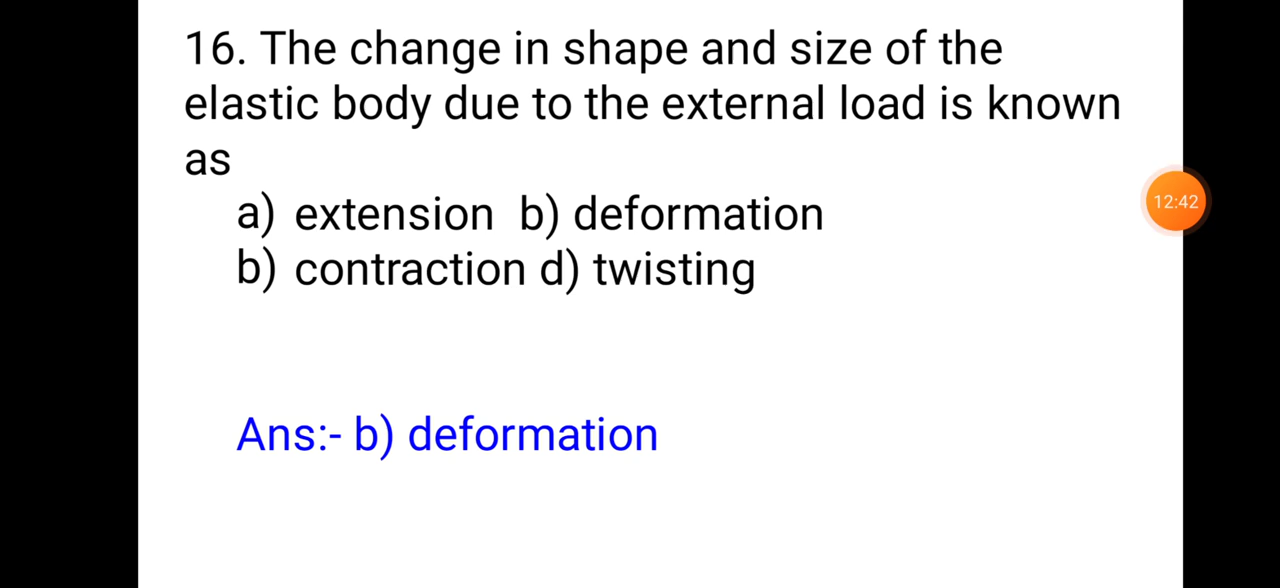 16. The change in shape and size of the
elastic body due to the external load is known
as
a) extension b) deformation
b) contraction d) twisting
12:42
Ans:- b) deformation